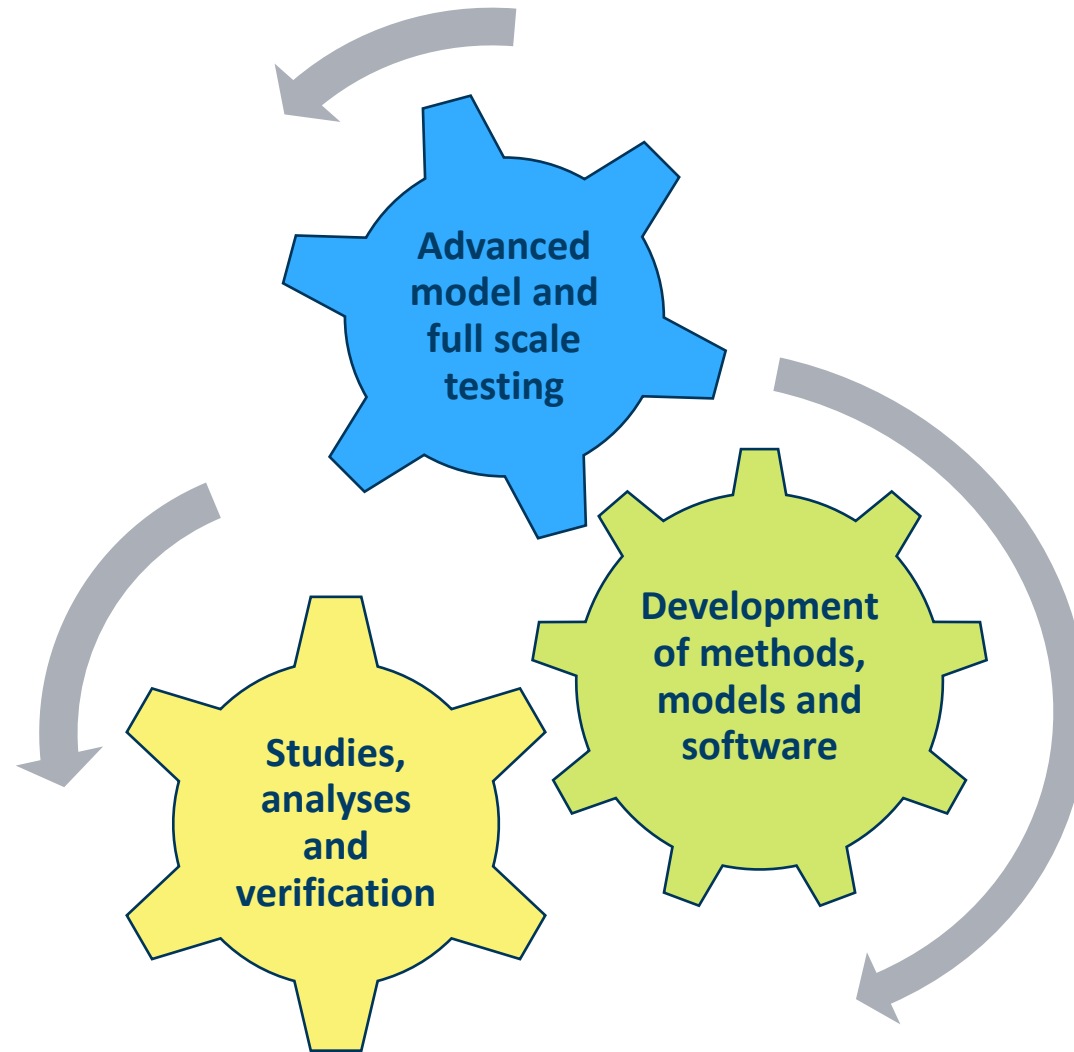 Advanced
model and
full scale
testing
Development
of methods,
models and
software
Studies,
analyses
and
verification